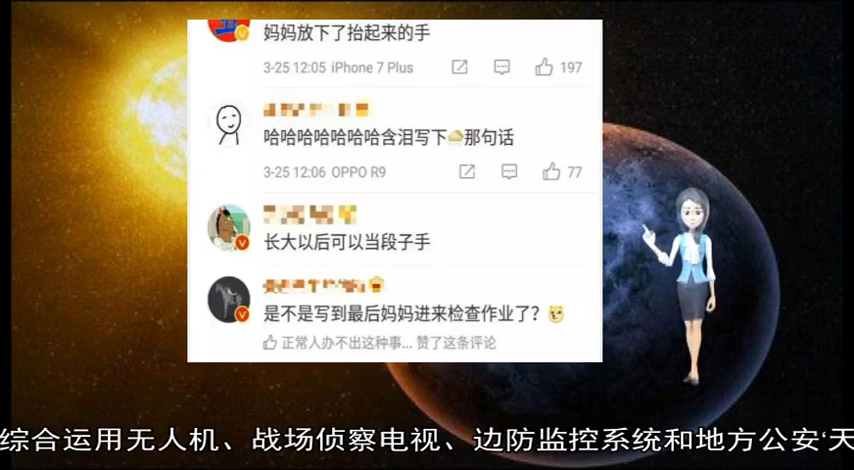 妈妈放下了抬起来的手
3-25 12:05 iPhone 7 Plus 197
哈哈哈哈哈哈哈含泪写下那句话
3-25 12:06 OPPO R9 77
长大以后可以当段子手
是不是写到最后妈妈进来检查作业了?
正常人办不出这种事... 赞了这条评论
综合运用无人机、战场侦察电视、边防监控系统和地方公安‘天